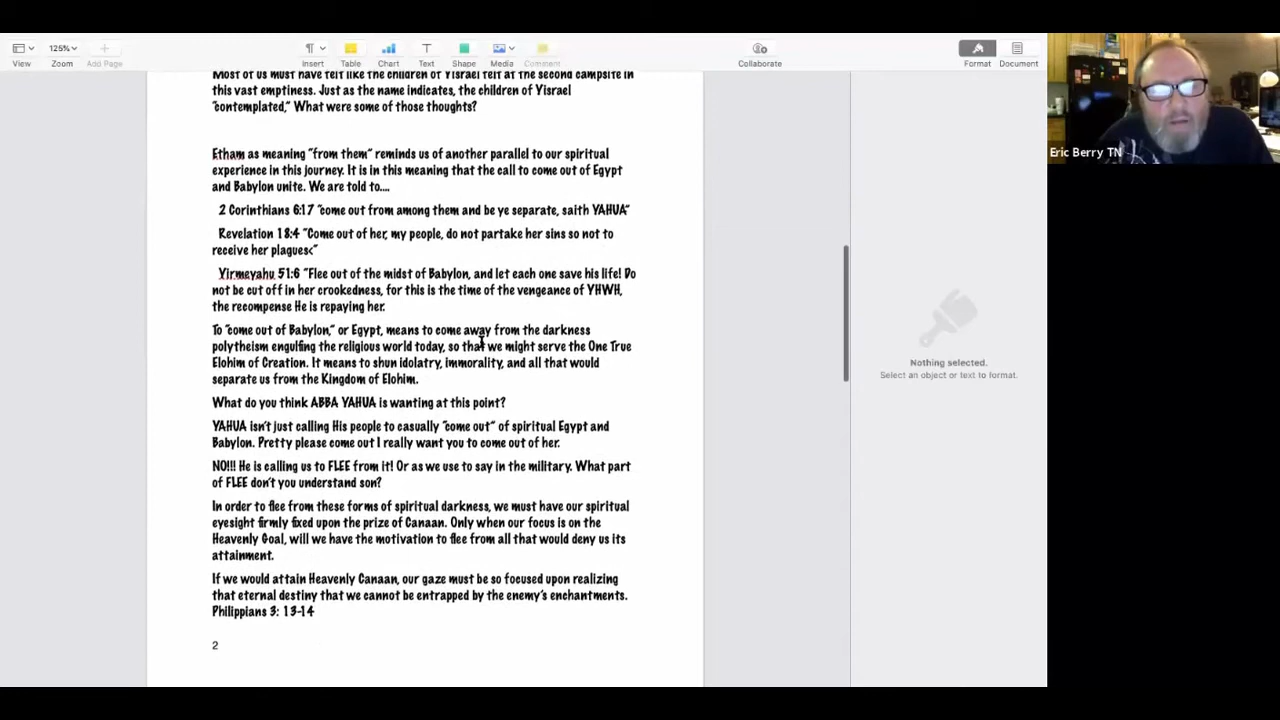 View
125%
Zoom
Add Page
Insert
Table
Chart
Text
Shape
Media
Comment
Collaborate
Format
Document
Most of us must have felt like the children of Yisrael felt at the second campsite in
this vast emptiness. Just as the name indicates, the children of Yisrael
"contemplated," What were some of those thoughts?
Etham as meaning "from them" reminds us of another parallel to our spiritual
experience in this journey. It is in this meaning that the call to come out of Egypt
and Babylon unite. We are told to....
2 Corinthians 6:17 "come out from among them and be ye separate, saith YAHUA"
Revelation 18:4 "Come out of her, my people, do not partake her sins so not to
receive her plagues<"
Yirmeyahu 51:6 "Flee out of the midst of Babylon, and let each one save his life! Do
not be cut off in her crookedness, for this is the time of the vengeance of YHWH,
the recompense He is repaying her.
To "come out of Babylon," or Egypt, means to come away from the darkness
polytheism engulfing the religious world today, so that we might serve the One True
Elohim of Creation. It means to shun idolatry, immorality, and all that would
separate us from the Kingdom of Elohim.
What do you think ABBA YAHUA is wanting at this point?
YAHUA isn't just calling His people to casually "come out" of spiritual Egypt and
Babylon. Pretty please come out I really want you to come out of her.
NO!!! He is calling us to FLEE from it! Or as we use to say in the military. What part
of FLEE don't you understand son?
In order to flee from these forms of spiritual darkness, we must have our spiritual
eyesight firmly fixed upon the prize of Canaan. Only when our focus is on the
Heavenly Goal, will we have the motivation to flee from all that would deny us its
attainment.
If we would attain Heavenly Canaan, our gaze must be so focused upon realizing
that eternal destiny that we cannot be entrapped by the enemy's enchantments.
Philippians 3: 13-14
2
Nothing selected.
Select an object or text to format.
Eric Berry TN